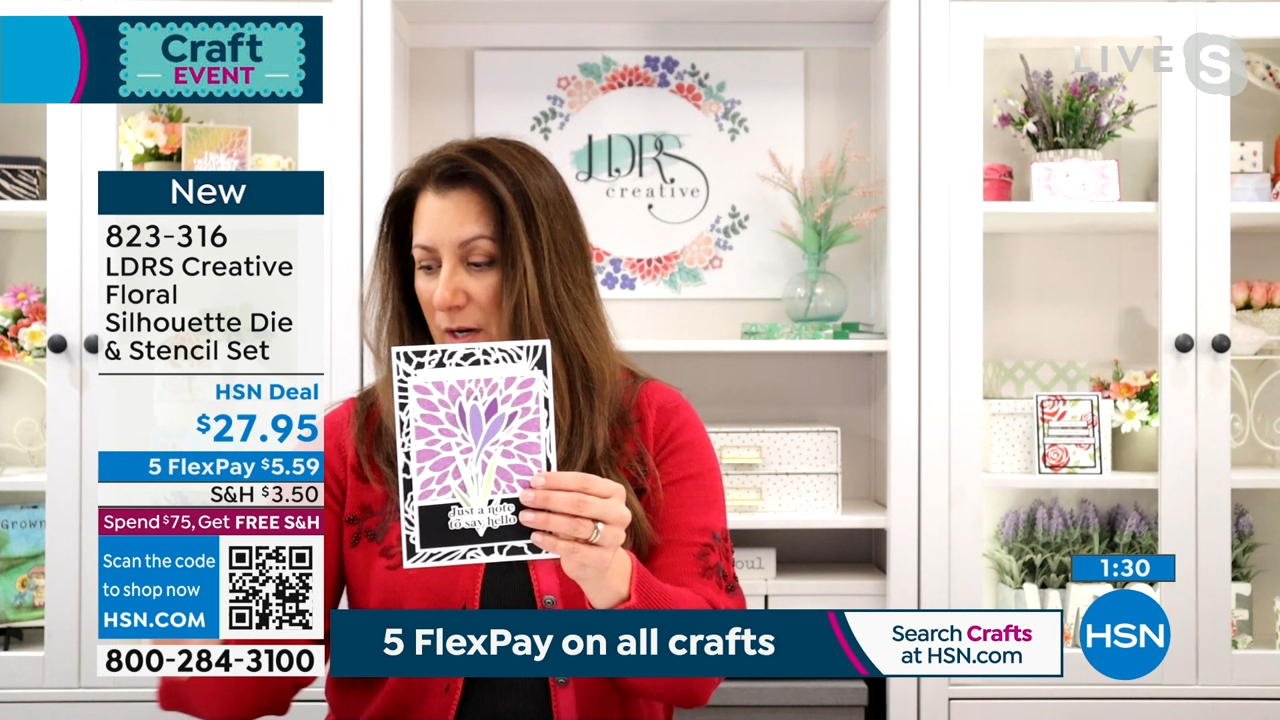 Craft
EVENT
New
823-316
LDRS Creative
Floral
Silhouette Die
& Stencil Set
HSN Deal
$27.95
5 FlexPay $5.59
S&H $3.50
Spend $75, Get FREE S&H
Scan the code
to shop now
HSN.COM
800-284-3100
LIVE S
LDRS
creative
Just a note
to say hello
Grown
oul
1:30
HSN
5 FlexPay on all crafts
Search Crafts
at HSN.com